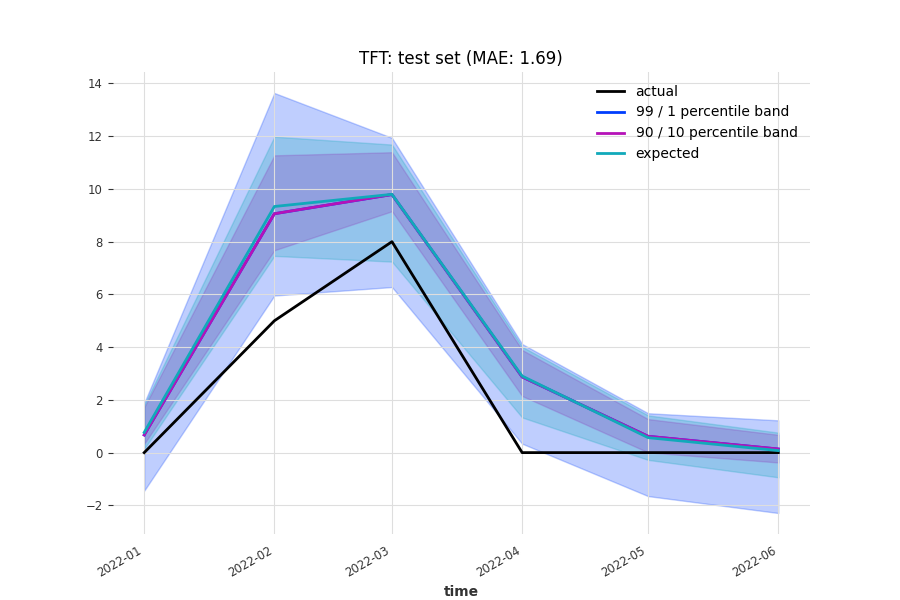 TFT: test set (MAE: 1.69)
actual
99 / 1 percentile band
90 / 10 percentile band
expected
14
12
10
8
6
4
2
0
−2
2022-01
2022-02
2022-03
2022-04
2022-05
2022-06
time